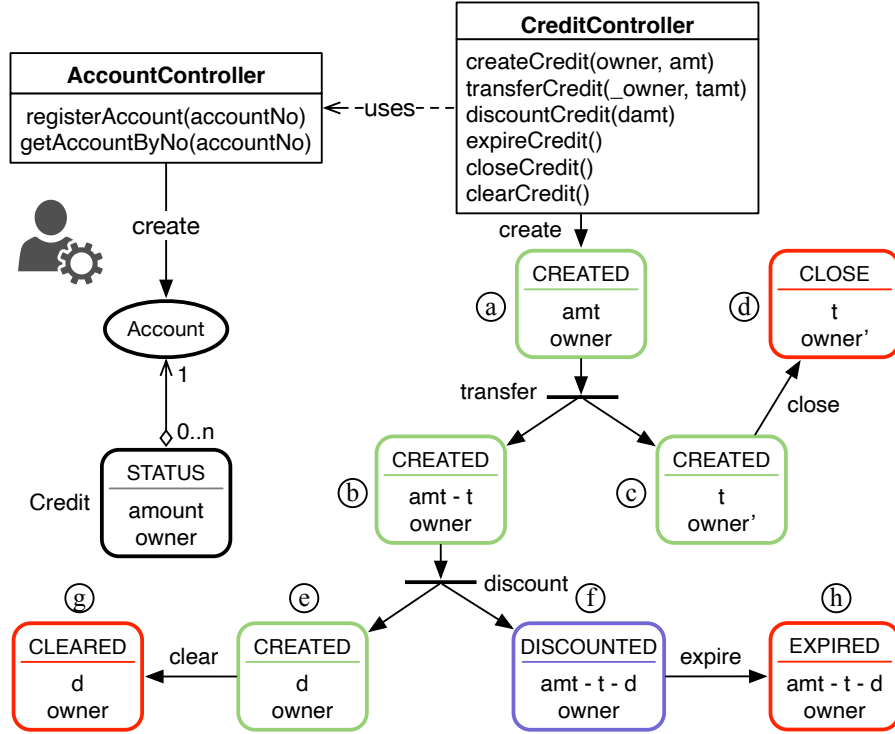 CreditController
createCredit(owner, amt)
transferCredit(_owner, tamt)
discountCredit(damt)
expireCredit()
closeCredit()
clearCredit()
AccountController
registerAccount(accountNo)
getAccountByNo(accountNo)
uses
create
create
Account
1
0..n
Credit
STATUS
amount
owner
a
CREATED
amt
owner
d
CLOSE
t
owner’
transfer
close
b
CREATED
amt - t
owner
c
CREATED
t
owner’
discount
g
CLEARED
d
owner
clear
e
CREATED
d
owner
f
DISCOUNTED
amt - t - d
owner
expire
h
EXPIRED
amt - t - d
owner